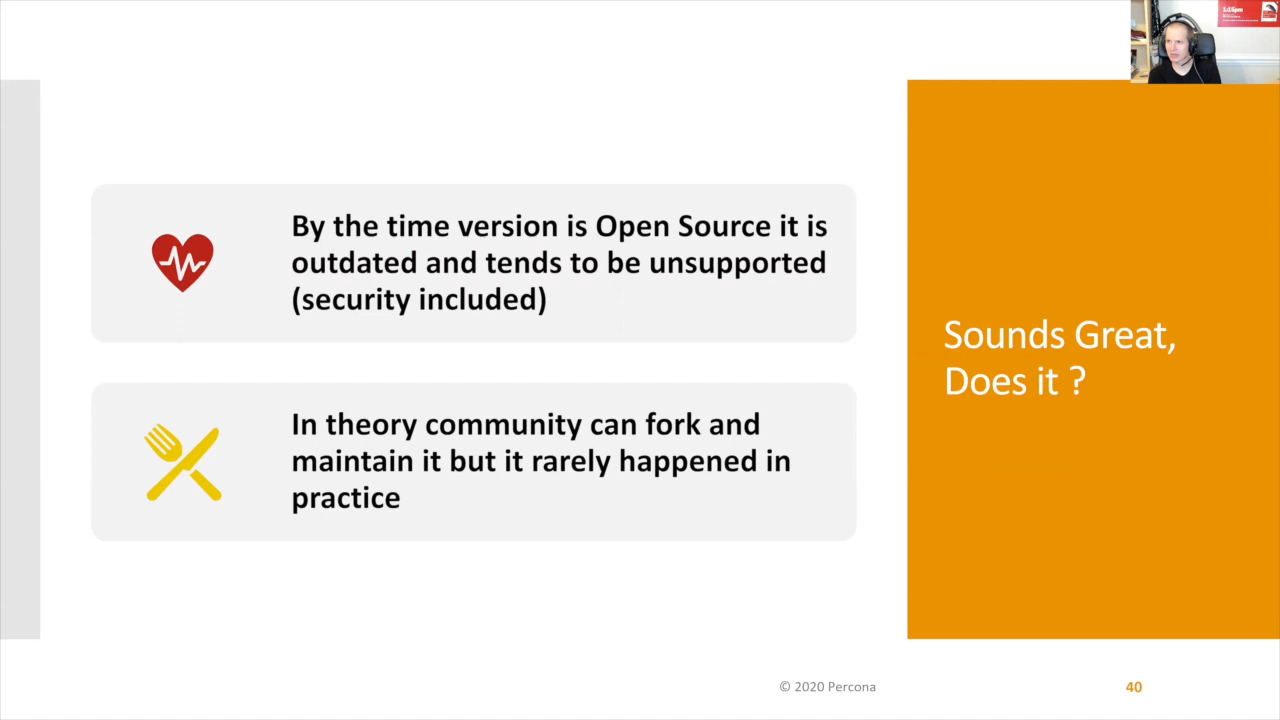 By the time version is Open Source it is
outdated and tends to be unsupported
(security included)
In theory community can fork and
maintain it but it rarely happened in
practice
Sounds Great,
Does it ?
© 2020 Percona
40